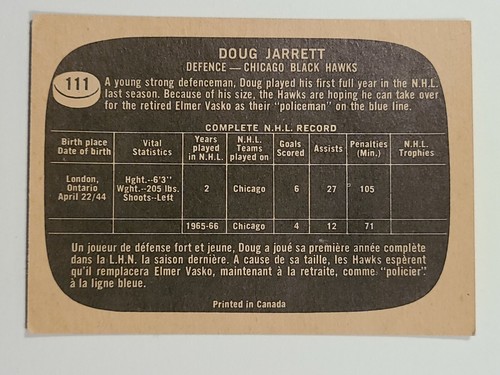 DOUG JARRETT
DEFENCE — CHICAGO BLACK HAWKS
111
A young strong defenceman, Doug played his first full year in the N.H.L.
last season. Because of his size, the Hawks are hoping he can take over
for the retired Elmer Vasko as their "policeman" on the blue line.
COMPLETE N.H.L. RECORD
Birth place Date of birth | Vital Statistics | Years played in N.H.L. | N.H.L. Teams played on | Goals Scored | Assists | Penalties (Min.) | N.H.L. Trophies
London, Ontario April 22/44 | Hght.--6'3" Wght.--205 lbs. Shoots--Left | 2 | Chicago | 6 | 27 | 105
1965-66 | Chicago | 4 | 12 | 71
Un joueur de défense fort et jeune, Doug a joué sa première année complète
dans la L.H.N. la saison dernière. A cause de sa taille, les Hawks espèrent
qu'il remplacera Elmer Vasko, maintenant à la retraite, comme "policier"
à la ligne bleue.
Printed in Canada